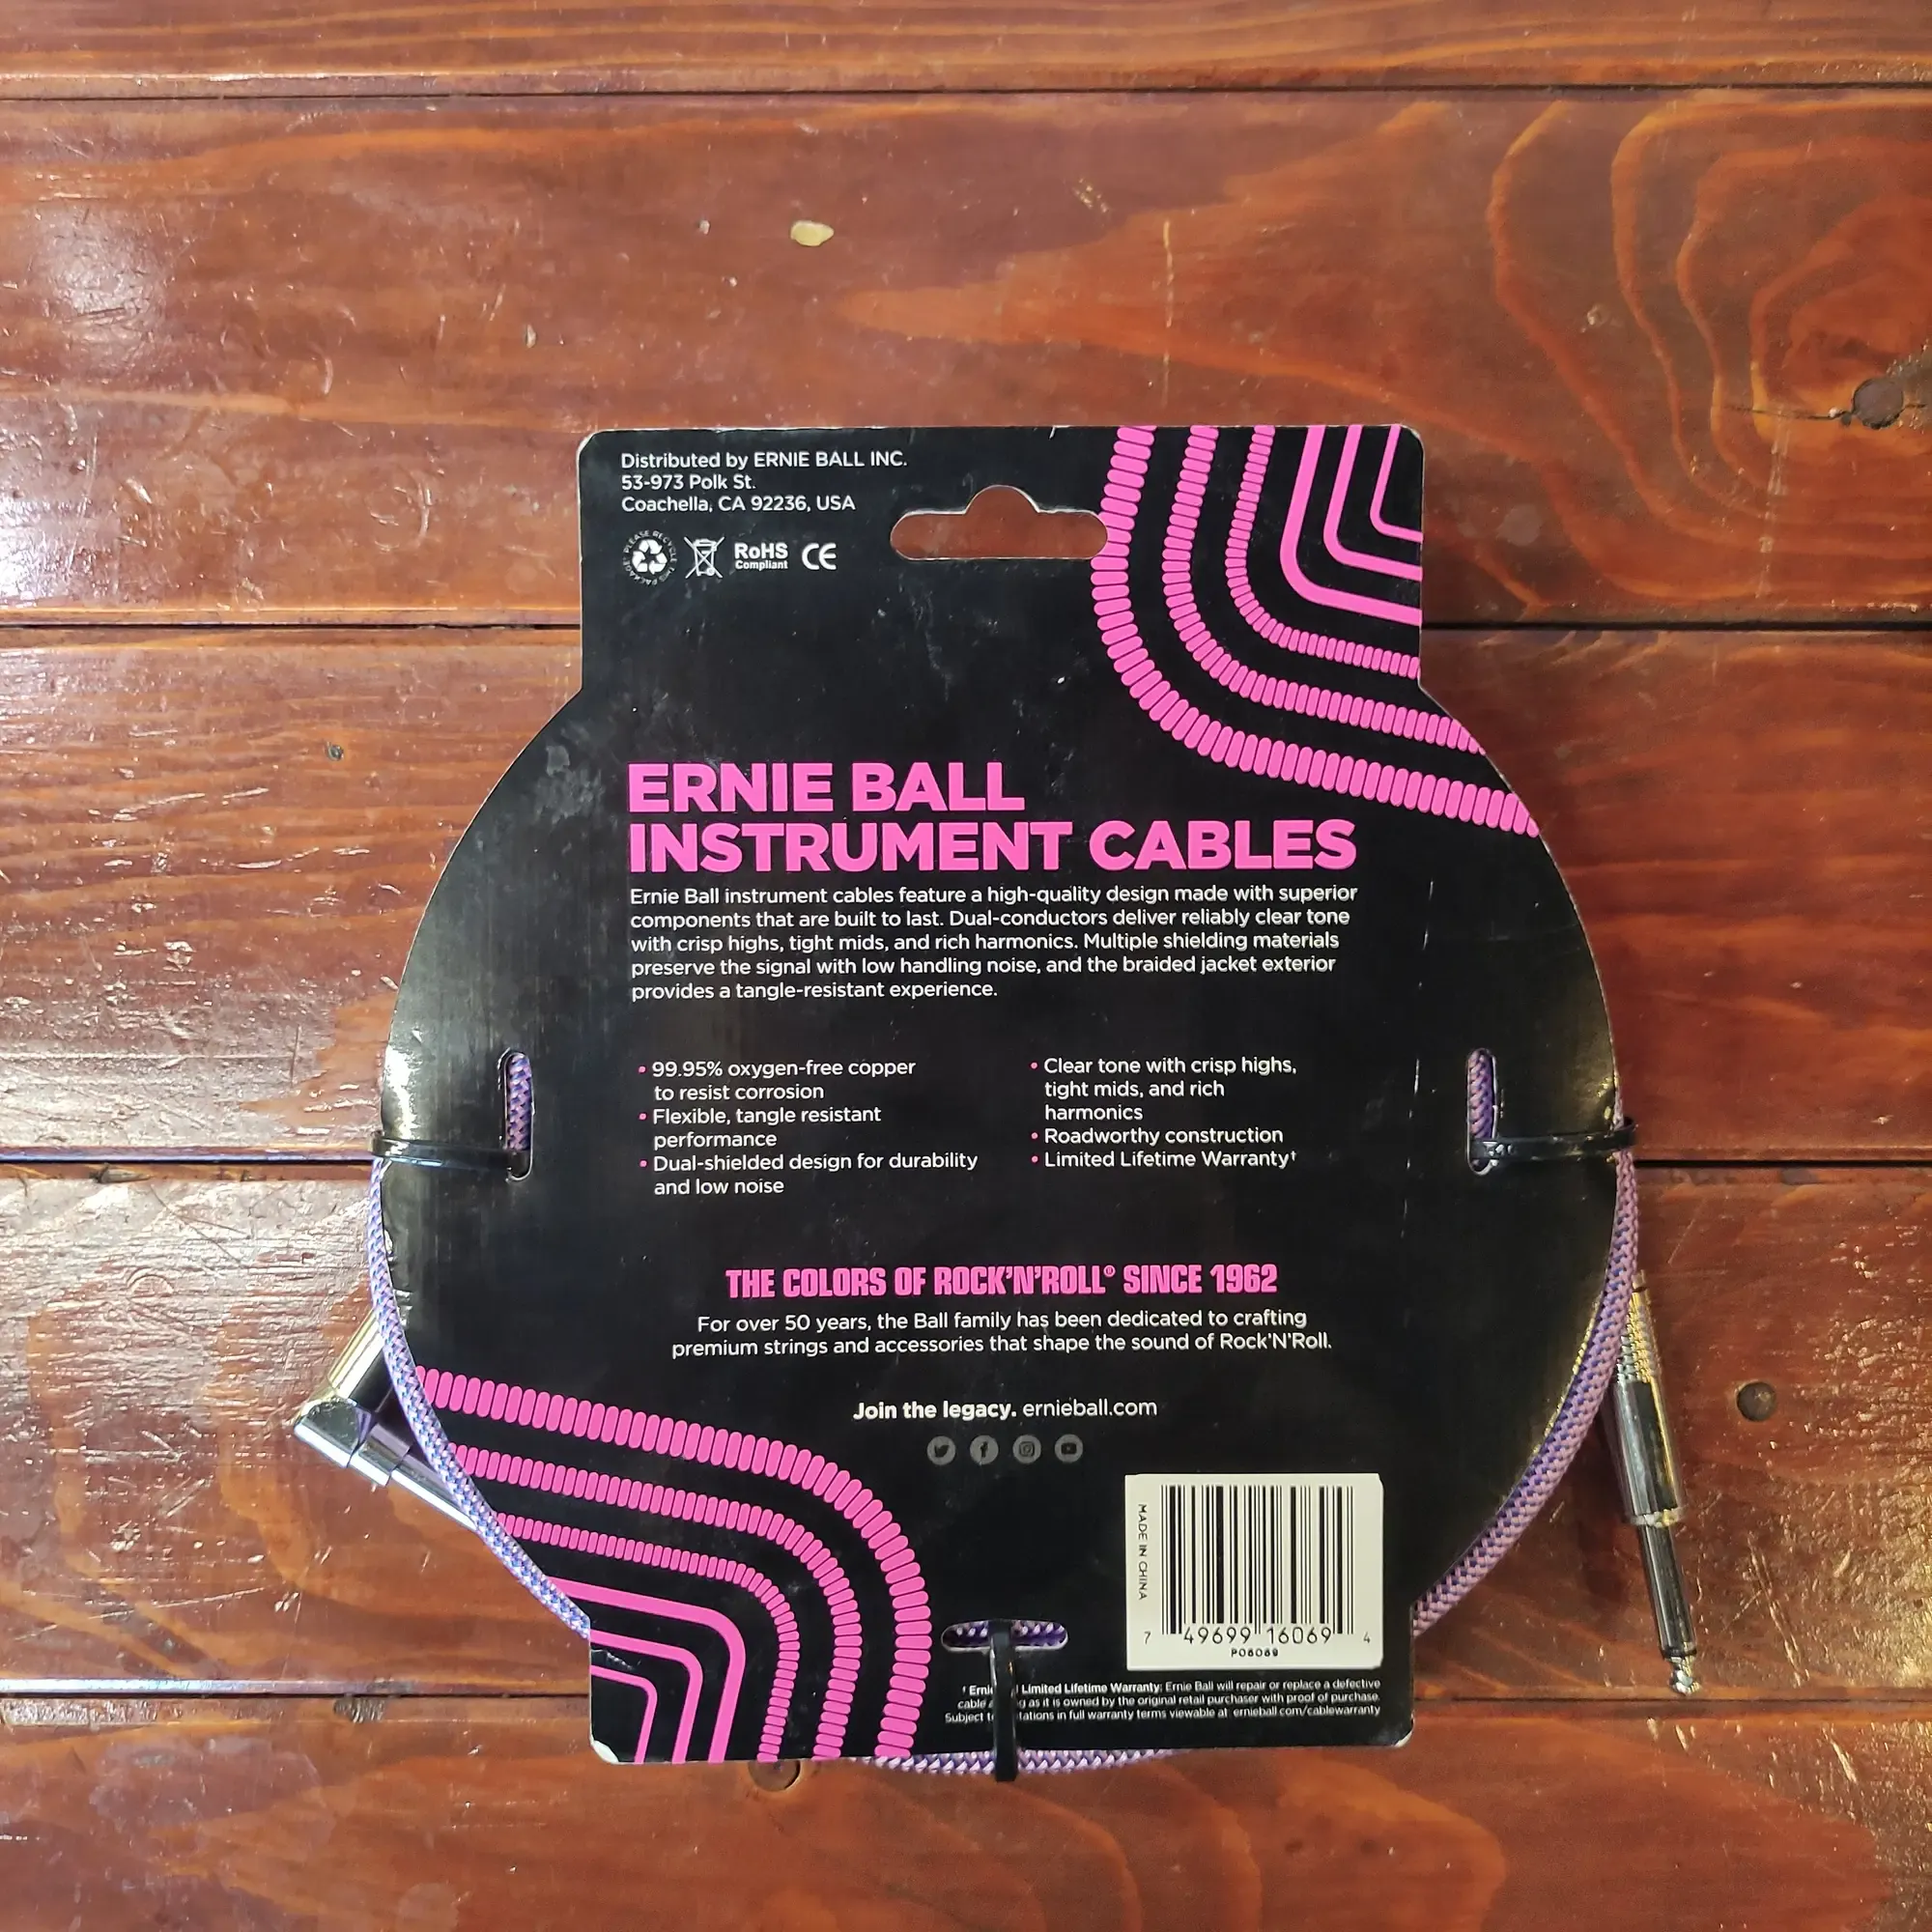 Distributed by ERNIE BALL INC.
53-973 Polk St.
Coachella, CA 92236, USA
PLEASE RECYCLE THIS PACKAGE
RoHS
Compliant
CE
ERNIE BALL
INSTRUMENT CABLES
Ernie Ball instrument cables feature a high-quality design made with superior
components that are built to last. Dual-conductors deliver reliably clear tone
with crisp highs, tight mids, and rich harmonics. Multiple shielding materials
preserve the signal with low handling noise, and the braided jacket exterior
provides a tangle-resistant experience.
• 99.95% oxygen-free copper
to resist corrosion
• Flexible, tangle resistant
performance
• Dual-shielded design for durability
and low noise
• Clear tone with crisp highs,
tight mids, and rich
harmonics
• Roadworthy construction
• Limited Lifetime Warranty†
THE COLORS OF ROCK'N'ROLL® SINCE 1962
For over 50 years, the Ball family has been dedicated to crafting
premium strings and accessories that shape the sound of Rock'N'Roll.
Join the legacy. ernieball.com
MADE IN CHINA
7 49699 16069 4
P06069
† Limited Lifetime Warranty: Ernie Ball will repair or replace a defective
cable as it is owned by the original retail purchaser with proof of purchase.
Subject in full warranty terms viewable at ernieball.com/cablewarranty